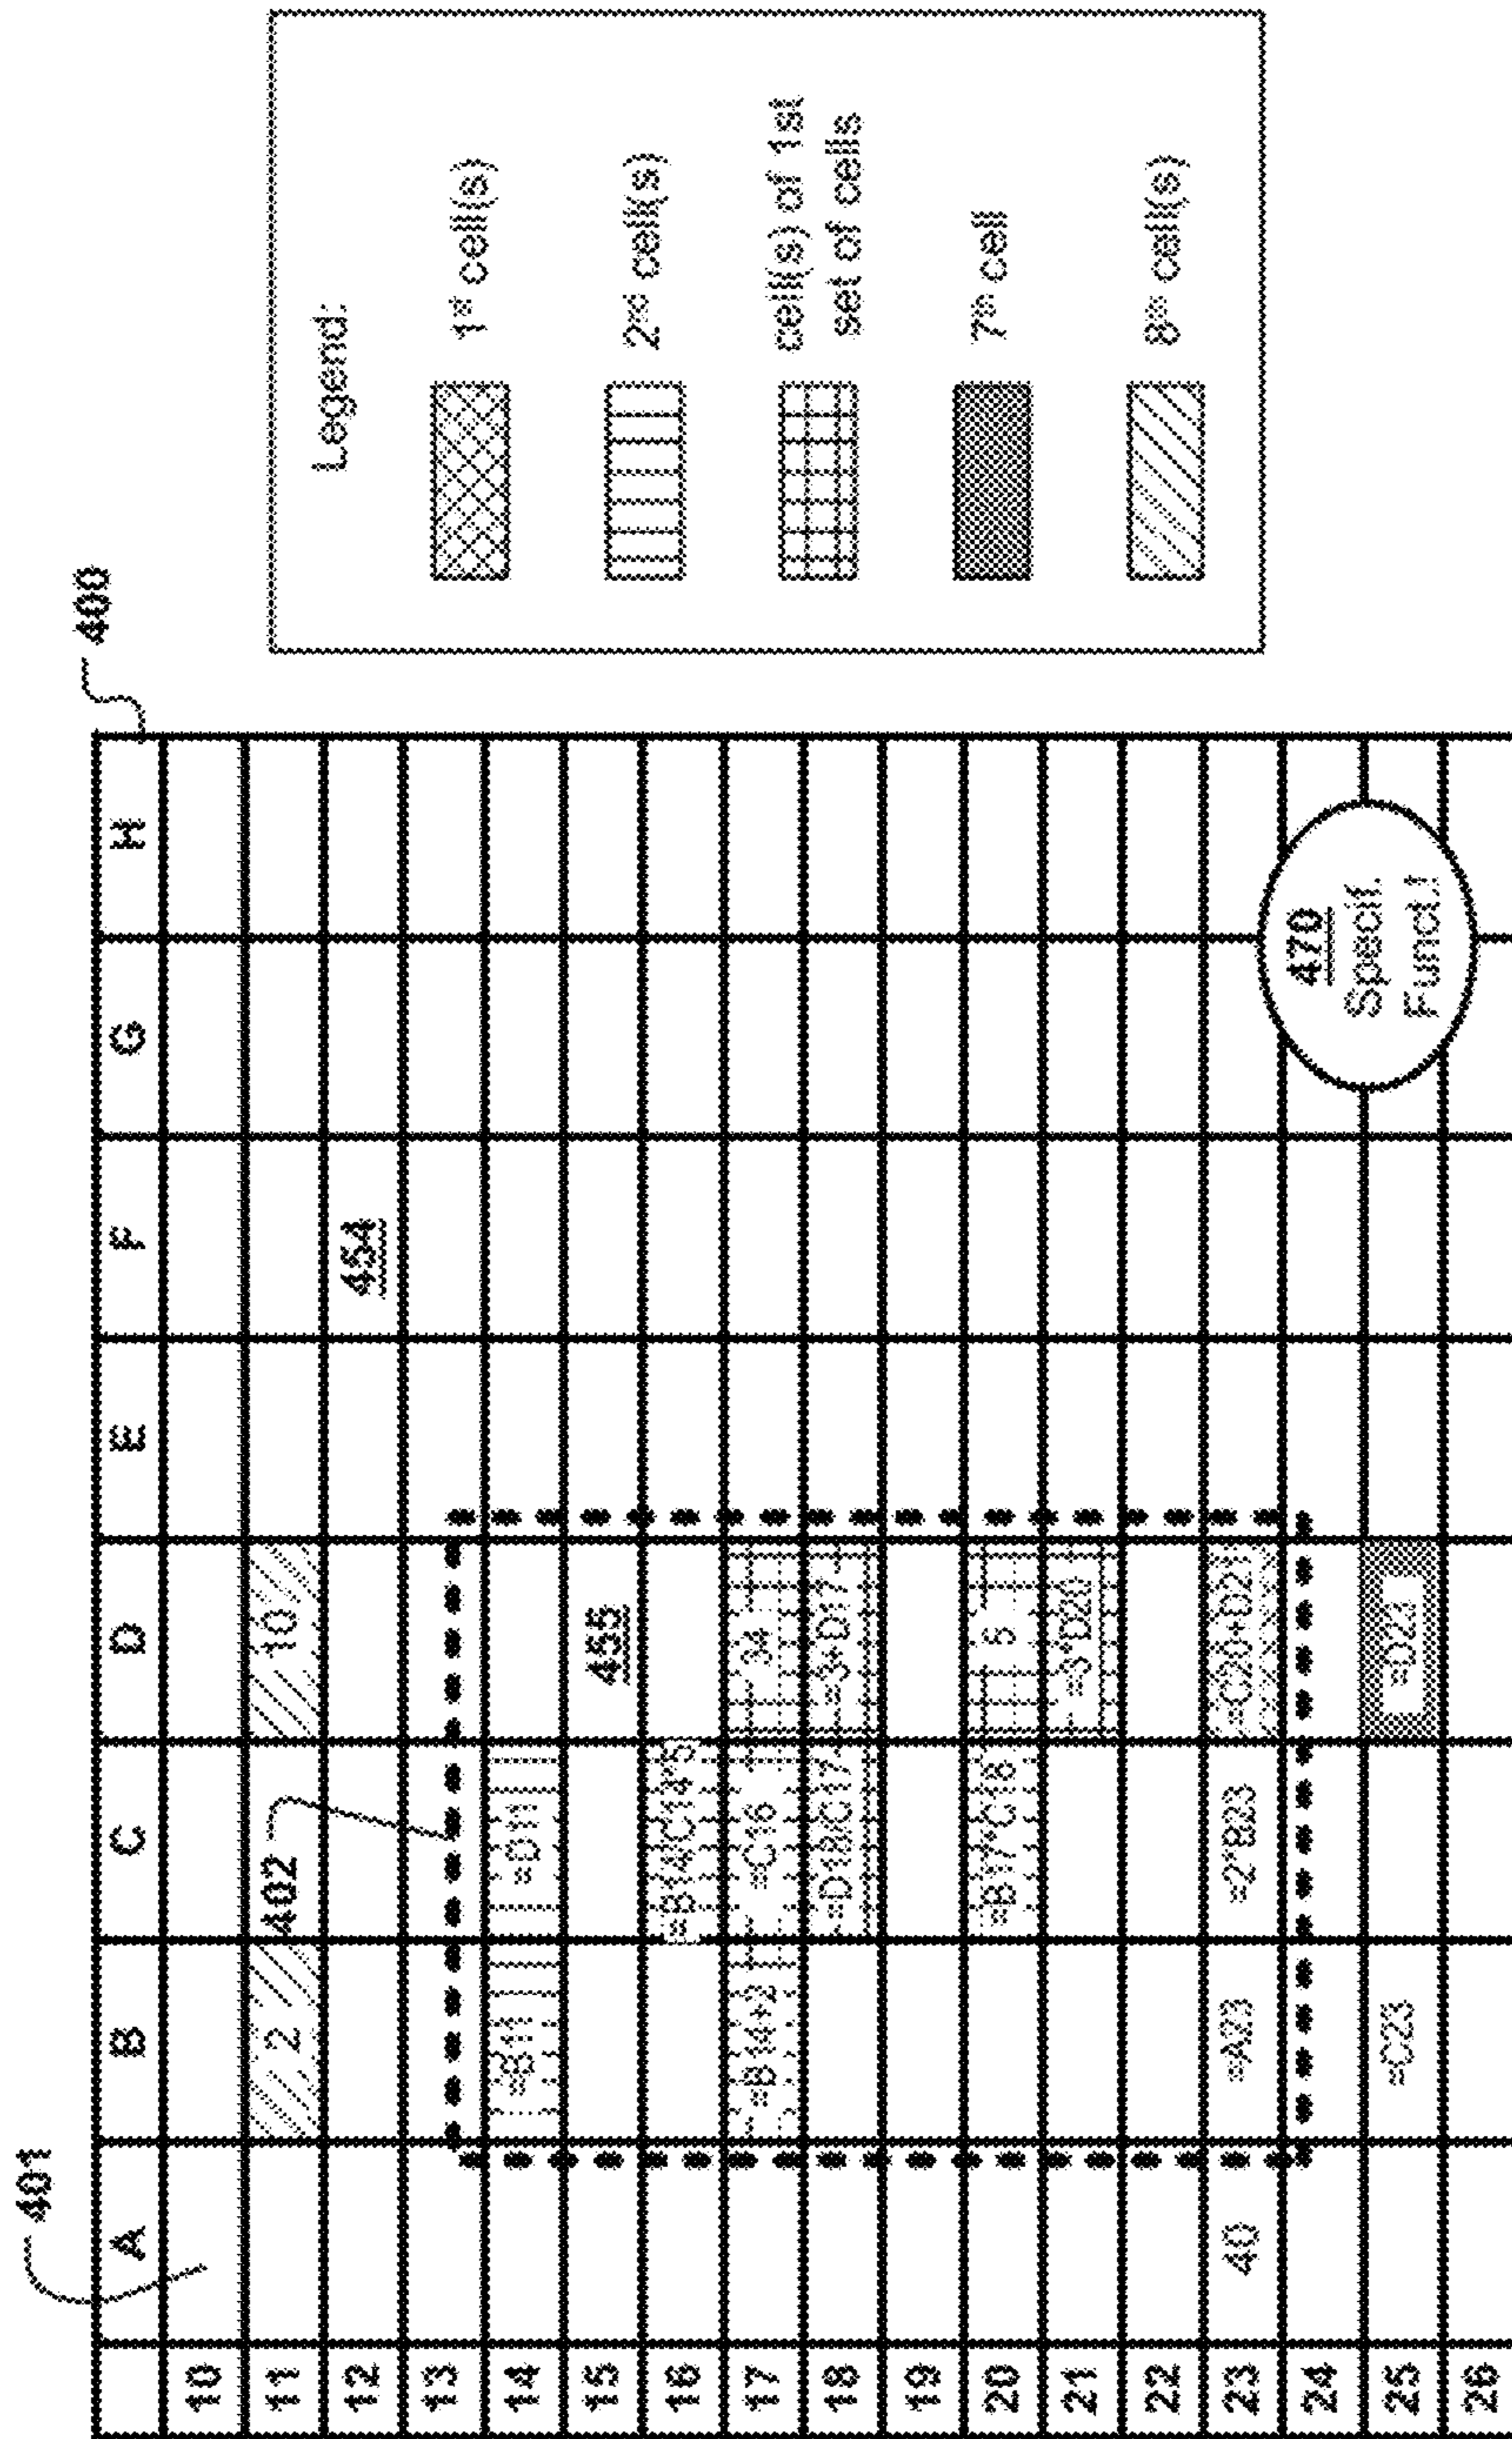 401
400
A B C D E F G H
10
11 2 402 10
12 454
13
14 =B11 =D11
15 455
16 =B14*C14*5
17 =B14+2 =C16 34
18 =3+D17
19
20 =B17*C18 5
21 =3*D20
22
23 40 =A23 =2*B23 =C20+D21
24
25 =C23 =D23
26
470
Specif.
Funct.!
Legend:
1st cell(s)
2nd cell(s)
cell(s) of 1st
set of cells
7th cell
8th cell(s)